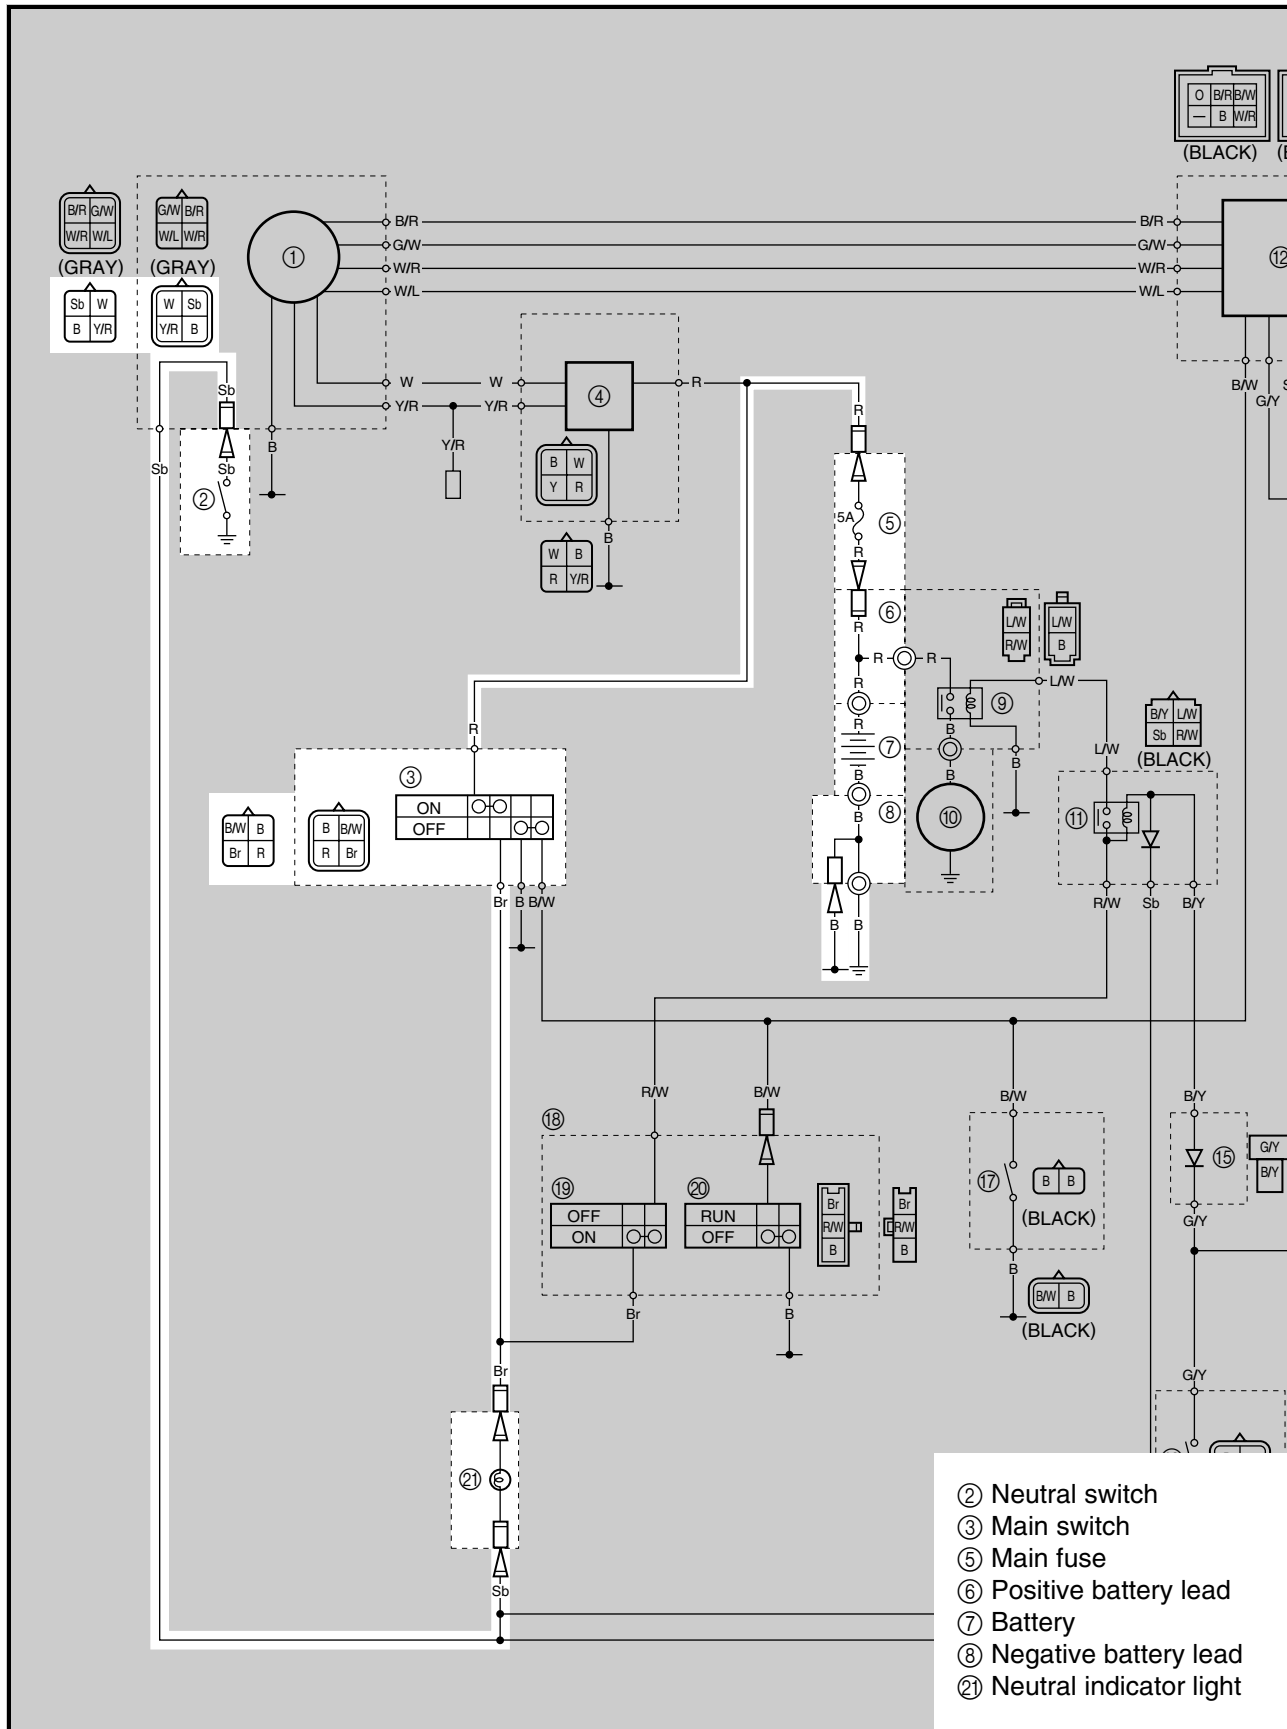 O B/R B/W
— B W/R
(BLACK)
B/R G/W
W/R W/L
(GRAY)
G/W B/R
W/L W/R
(GRAY)
Sb W
B Y/R
W Sb
Y/R B
①
B/R B/R
G/W G/W
W/R W/R
W/L W/L
⑫
W W
Y/R Y/R
④
R
B/W
G/Y
Sb
R
B
Sb
Sb
Y/R
②
B W
Y R
5A
⑤
R
B
W B
R Y/R
⑥
R
R R
R
R
L/W
R/W
L/W
B
L/W
⑨
B
⑦
B
B
B
B/Y L/W
Sb R/W
(BLACK)
L/W
R
③
ON
OFF
B/W B
Br R
B B/W
R Br
⑧
B
⑩
⑪
B B
Br B B/W
R/W Sb B/Y
R/W
B/W
B/W
B/Y
⑱
⑲
OFF
ON
⑳
RUN
OFF
Br
R/W
B
Br
R/W
B
⑰
B B
(BLACK)
⑮
G/Y
B/Y
G/Y
Br
B
B
B/W B
(BLACK)
Br
G/Y
㉑
Sb
② Neutral switch
③ Main switch
⑤ Main fuse
⑥ Positive battery lead
⑦ Battery
⑧ Negative battery lead
㉑ Neutral indicator light